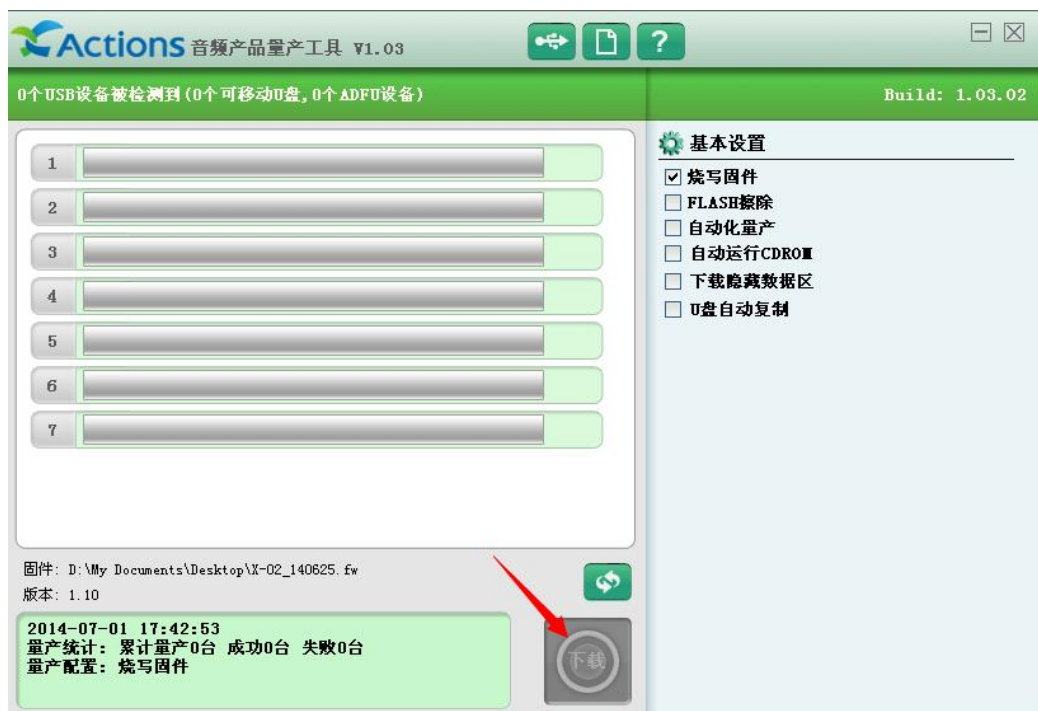 Actions 音频产品量产工具 V1.03
?
0个USB设备被检测到(0个可移动U盘,0个ADFU设备)
Build: 1.03.02
1
2
3
4
5
6
7
基本设置
烧写固件
FLASH擦除
自动化量产
自动运行CDROM
下载隐藏数据区
U盘自动复制
固件: D:\My Documents\Desktop\X-02_140625.fw
版本: 1.10
2014-07-01 17:42:53
量产统计: 累计量产0台 成功0台 失败0台
量产配置: 烧写固件
下载